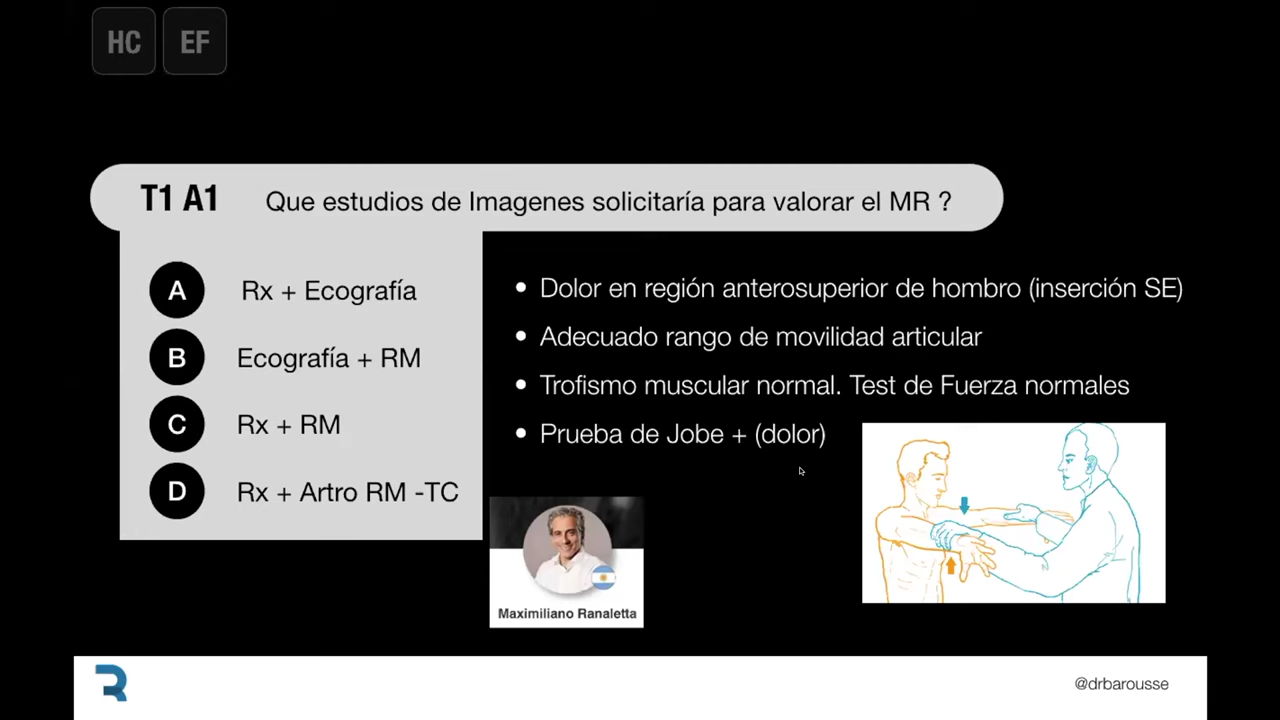 HC EF
T1 A1 Que estudios de Imagenes solicitaría para valorar el MR ?
A Rx + Ecografía
B Ecografía + RM
C Rx + RM
D Rx + Artro RM -TC
• Dolor en región anterosuperior de hombro (inserción SE)
• Adecuado rango de movilidad articular
• Trofismo muscular normal. Test de Fuerza normales
• Prueba de Jobe + (dolor)
Maximiliano Ranaletta
@drbarousse